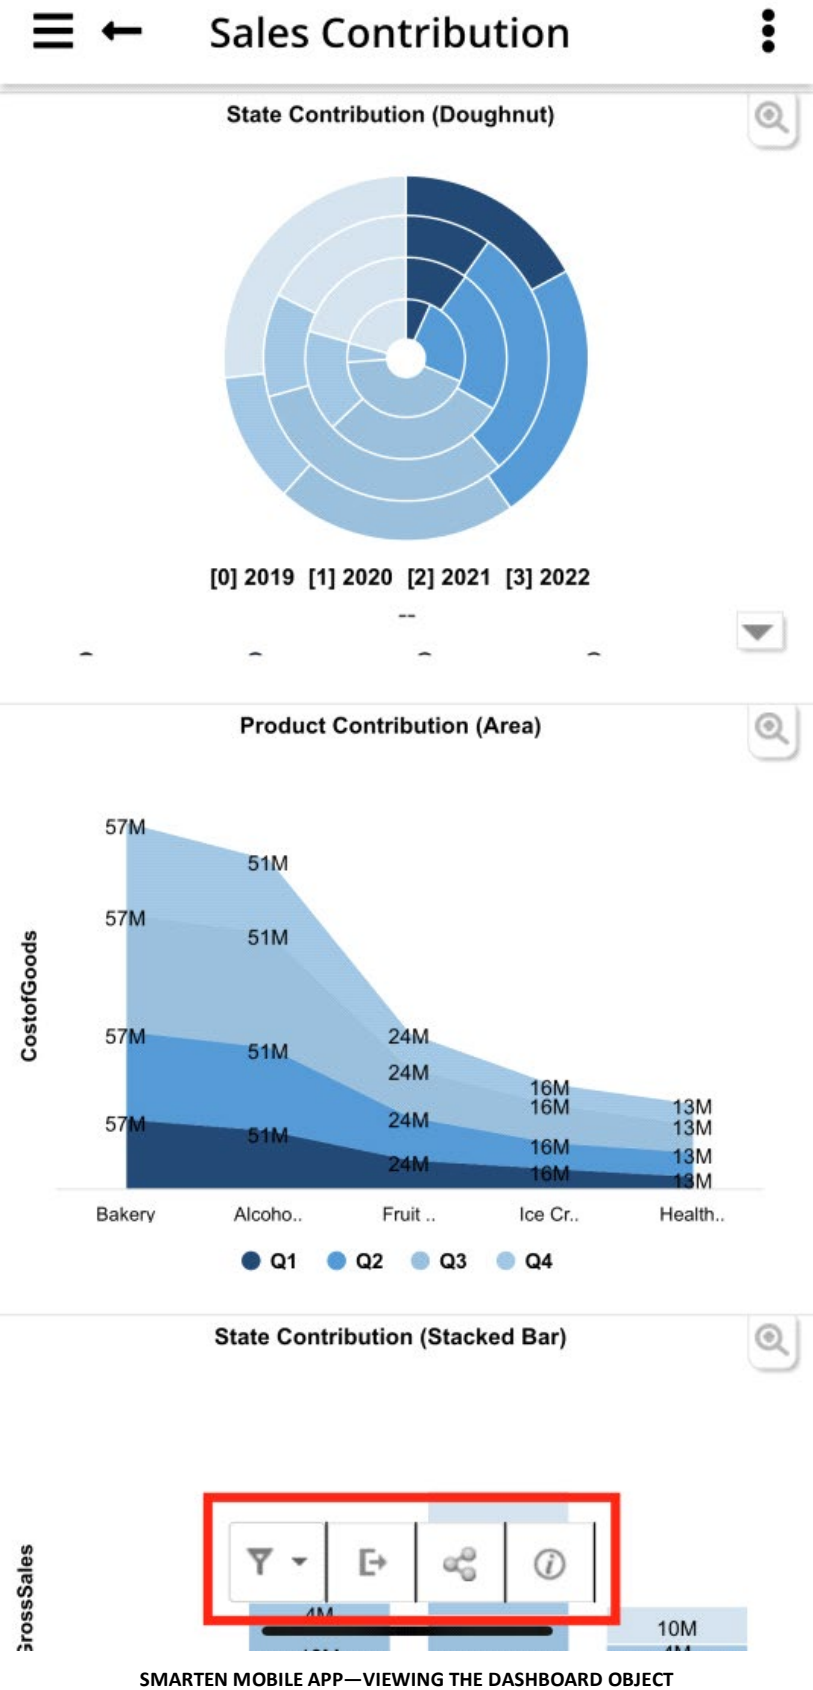 Sales Contribution
State Contribution (Doughnut)
[0] 2019 [1] 2020 [2] 2021 [3] 2022
--
Product Contribution (Area)
57M
51M
57M
51M
57M
51M
24M
24M
57M
51M
24M
24M
16M
16M
16M
16M
13M
13M
13M
13M
CostofGoods
Bakery Alcoho.. Fruit .. Ice Cr.. Health..
Q1 Q2 Q3 Q4
State Contribution (Stacked Bar)
GrossSales
4M
10M
4M
SMARTEN MOBILE APP—VIEWING THE DASHBOARD OBJECT